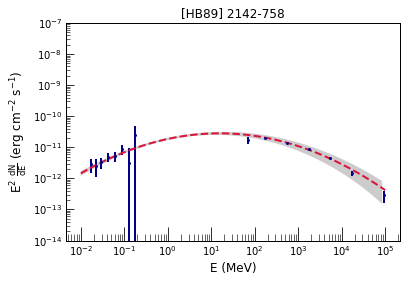 [HB89] 2142-758
E² dN/dE (erg cm⁻² s⁻¹)
10⁻⁷
10⁻⁸
10⁻⁹
10⁻¹⁰
10⁻¹¹
10⁻¹²
10⁻¹³
10⁻¹⁴
10⁻² 10⁻¹ 10⁰ 10¹ 10² 10³ 10⁴ 10⁵
E (MeV)